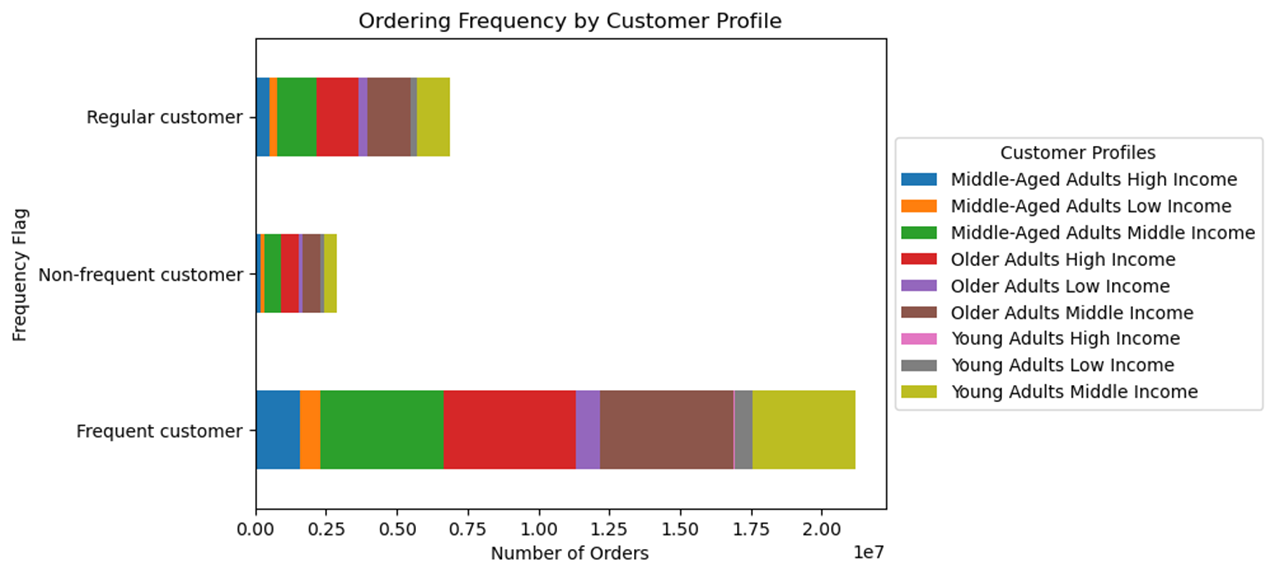 Ordering Frequency by Customer Profile
Frequency Flag
Regular customer
Non-frequent customer
Frequent customer
0.00 0.25 0.50 0.75 1.00 1.25 1.50 1.75 2.00
1e7
Number of Orders
Customer Profiles
Middle-Aged Adults High Income
Middle-Aged Adults Low Income
Middle-Aged Adults Middle Income
Older Adults High Income
Older Adults Low Income
Older Adults Middle Income
Young Adults High Income
Young Adults Low Income
Young Adults Middle Income